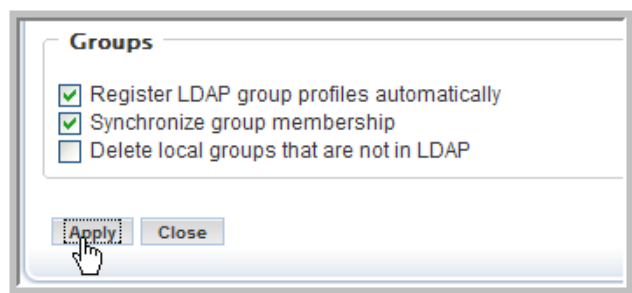 Groups
Register LDAP group profiles automatically
Synchronize group membership
Delete local groups that are not in LDAP
Apply Close